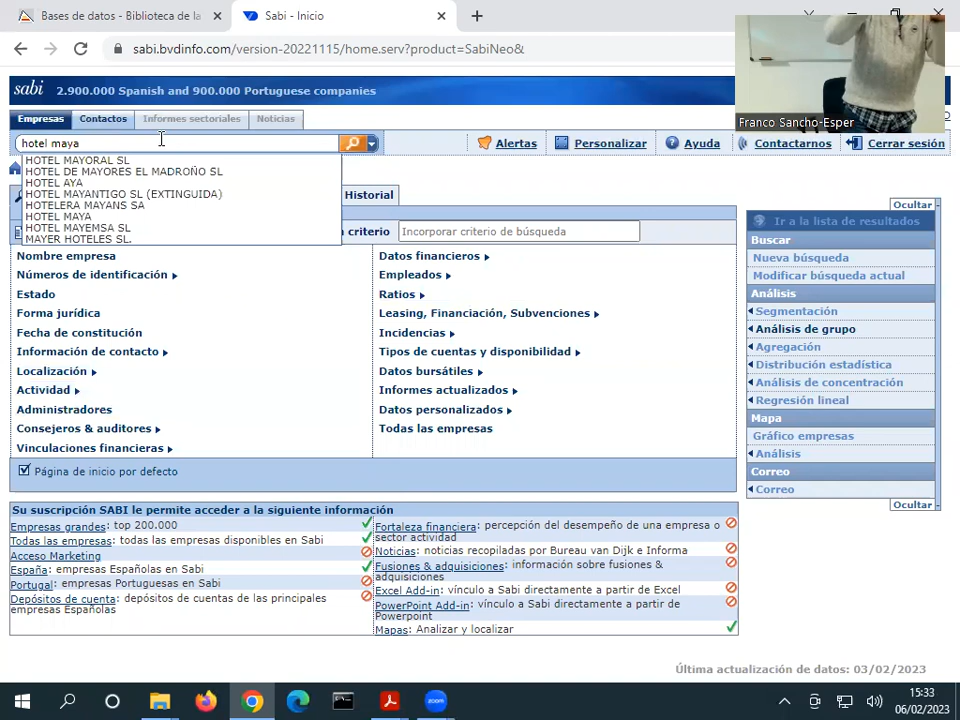 Bases de datos - Biblioteca de la
Sabi - Inicio
sabi.bvdinfo.com/version-20221115/home.serv?product=SabiNeo&
sabi 2.900.000 Spanish and 900.000 Portuguese companies
Franco Sancho-Esper
Empresas Contactos Informes sectoriales Noticias
hotel maya
Alertas Personalizar Ayuda Contactarnos Cerrar sesión
HOTEL MAYORAL SL
HOTEL DE MAYORES EL MADROÑO SL
HOTEL AYA
HOTEL MAYANTIGO SL (EXTINGUIDA)
HOTELERA MAYANS SA
HOTEL MAYA
HOTEL MAYEMSA SL
MAYER HOTELES SL.
Historial
criterio Incorporar criterio de búsqueda
Nombre empresa
Números de identificación
Estado
Forma jurídica
Fecha de constitución
Información de contacto
Localización
Actividad
Administradores
Consejeros & auditores
Vinculaciones financieras
Datos financieros
Empleados
Ratios
Leasing, Financiación, Subvenciones
Incidencias
Tipos de cuentas y disponibilidad
Datos bursátiles
Informes actualizados
Datos personalizados
Todas las empresas
Página de inicio por defecto
Ocultar
Ir a la lista de resultados
Buscar
Nueva búsqueda
Modificar búsqueda actual
Análisis
Segmentación
Análisis de grupo
Agregación
Distribución estadística
Análisis de concentración
Regresión lineal
Mapa
Gráfico empresas
Análisis
Correo
Correo
Ocultar
Su suscripción SABI le permite acceder a la siguiente información
Empresas grandes: top 200.000
Todas las empresas: todas las empresas disponibles en Sabi
Acceso Marketing
España: empresas Españolas en Sabi
Portugal: empresas Portuguesas en Sabi
Depósitos de cuenta: depósitos de cuentas de las principales
empresas Españolas
Fortaleza financiera: percepción del desempeño de una empresa o
sector actividad
Noticias: noticias recopiladas por Bureau van Dijk e Informa
Fusiones & adquisiciones: información sobre fusiones &
adquisiciones
Excel Add-in: vínculo a Sabi directamente a partir de Excel
PowerPoint Add-in: vínculo a Sabi directamente a partir de
Powerpoint
Mapas: Analizar y localizar
Última actualización de datos: 03/02/2023
zoom
15:33
06/02/2023